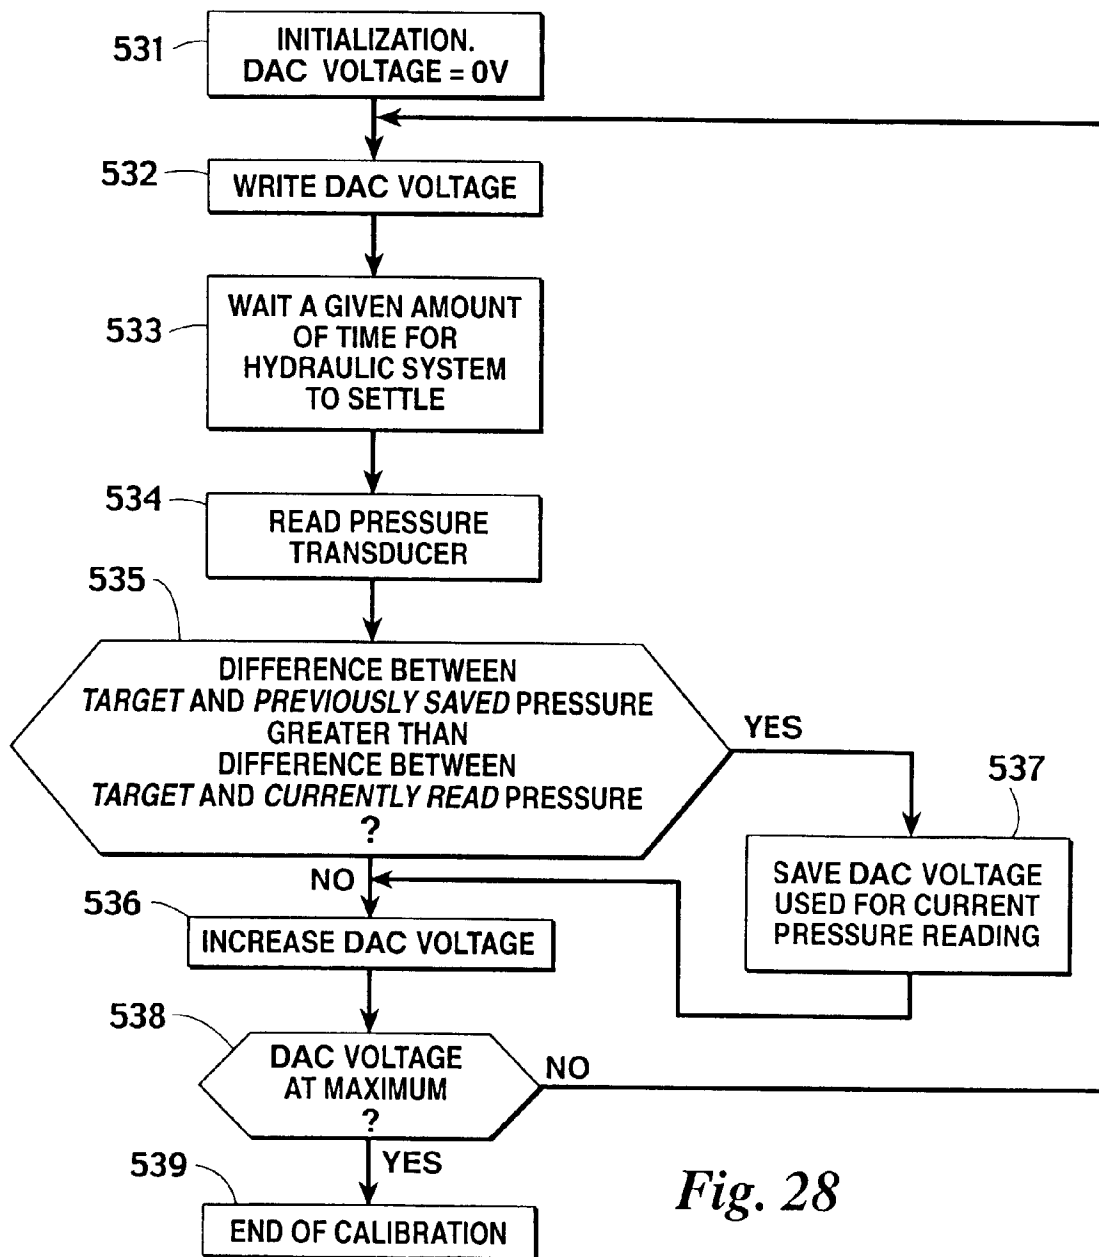 531
INITIALIZATION.
DAC VOLTAGE = 0V
532
WRITE DAC VOLTAGE
533
WAIT A GIVEN AMOUNT
OF TIME FOR
HYDRAULIC SYSTEM
TO SETTLE
534
READ PRESSURE
TRANSDUCER
535
DIFFERENCE BETWEEN
TARGET AND PREVIOUSLY SAVED PRESSURE
GREATER THAN
DIFFERENCE BETWEEN
TARGET AND CURRENTLY READ PRESSURE
?
YES
537
SAVE DAC VOLTAGE
USED FOR CURRENT
PRESSURE READING
NO
536
INCREASE DAC VOLTAGE
538
DAC VOLTAGE
AT MAXIMUM
?
NO
YES
539
END OF CALIBRATION
Fig. 28